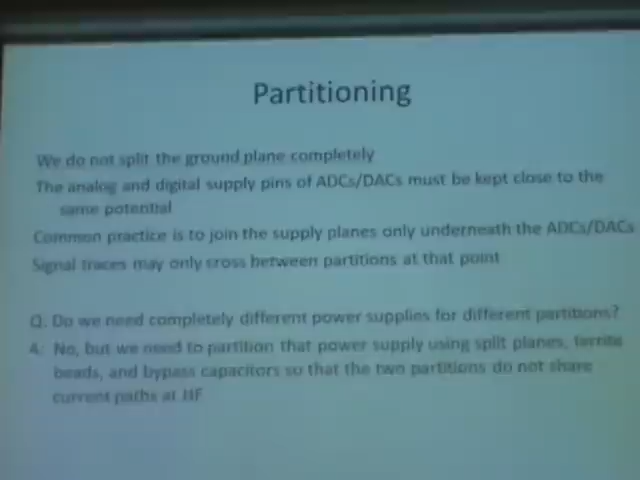 Partitioning
We do not split the ground plane completely
The analog and digital supply pins of ADCs/DACs must be kept close to the
same potential
Common practice is to join the supply planes only underneath the ADCs/DACs
Signal traces may only cross between partitions at that point
Q. Do we need completely different power supplies for different partitions?
A: No, but we need to partition that power supply using split planes, ferrite
beads, and bypass capacitors so that the two partitions do not share
current paths at HF